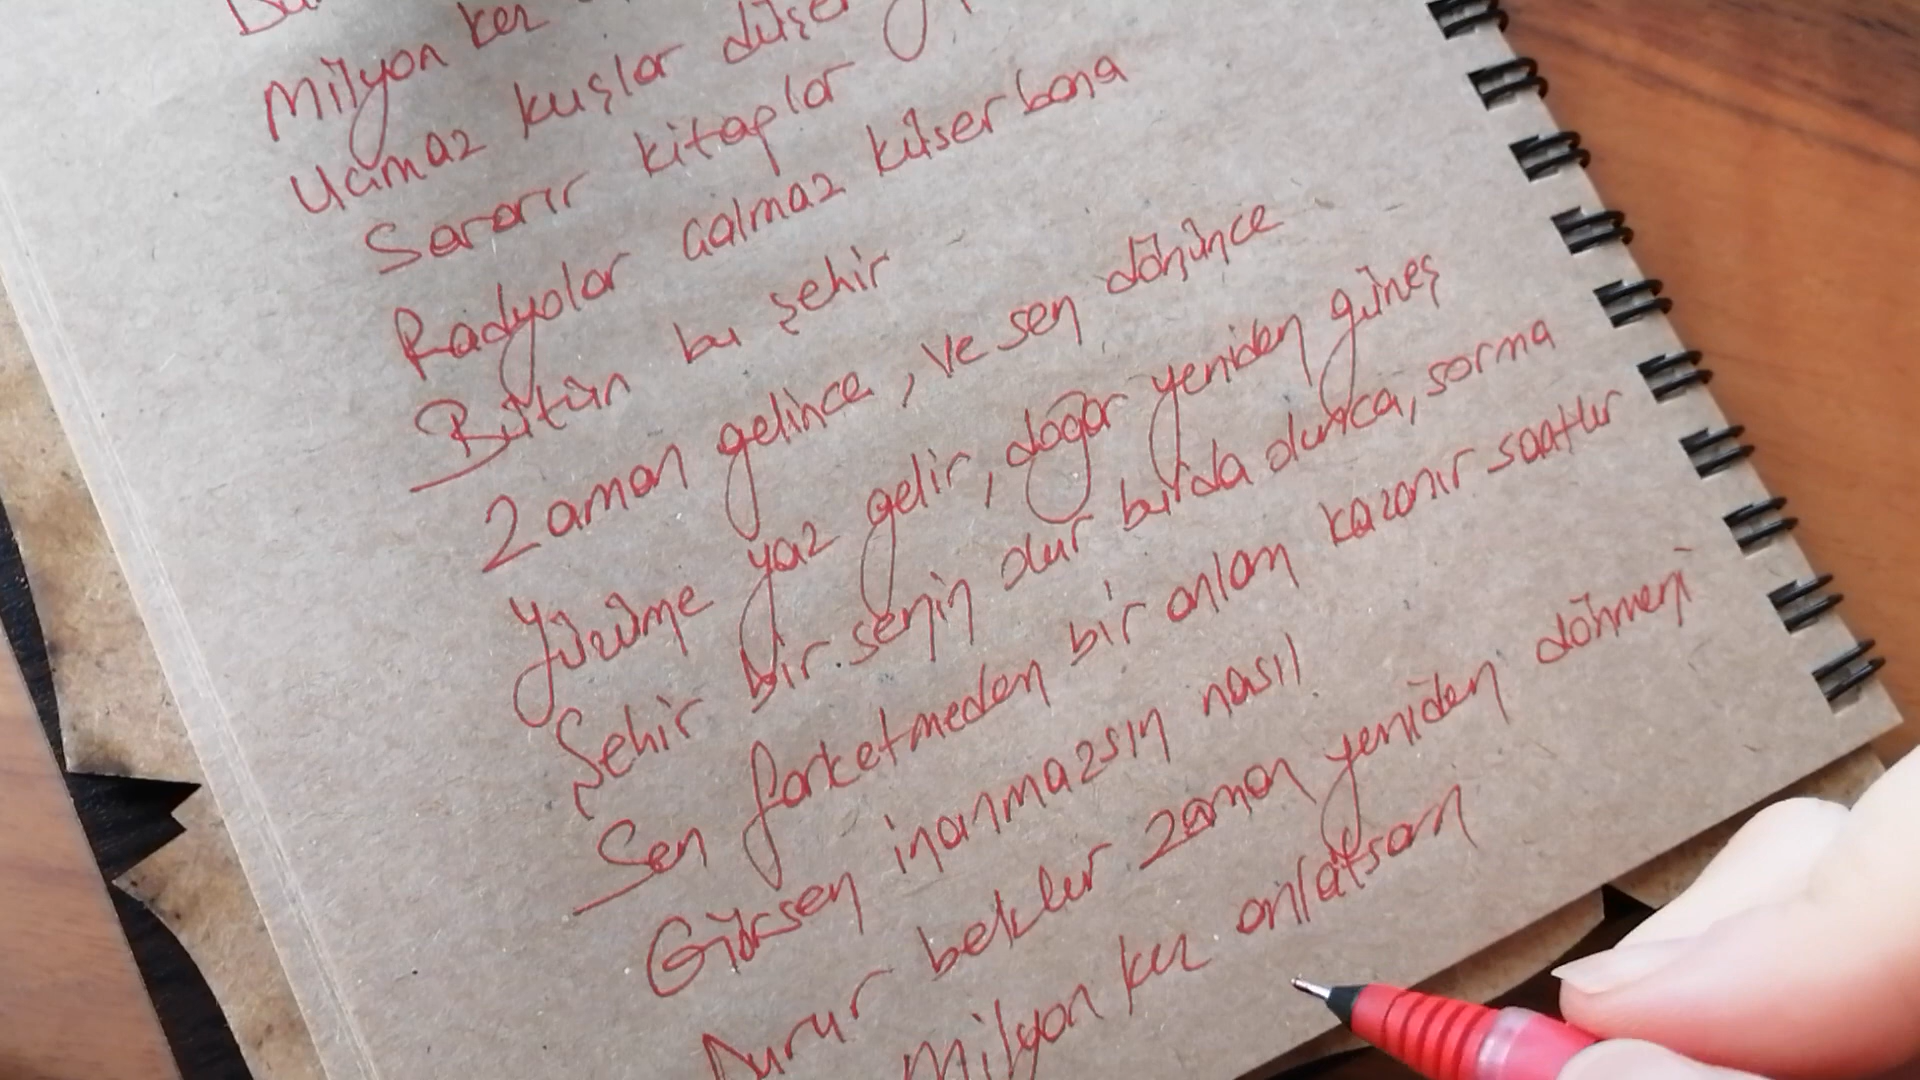 Milyon kez
Uçmaz kuşlar düşer
Sararır kitaplar
Radyolar çalmaz küser bana
Bütün bu şehir
Zaman gelince, ve sen dönünce
Yüzüme yaz gelir, doğar yeniden güneş
Şehir bir senin olur bir da olunca, sorma
Sen farketmeden bir anlam kazanır saatler
Görsen inanmazsın nasıl
Durur bekler zaman yeniden dönmeni
Milyon kez anlatsam